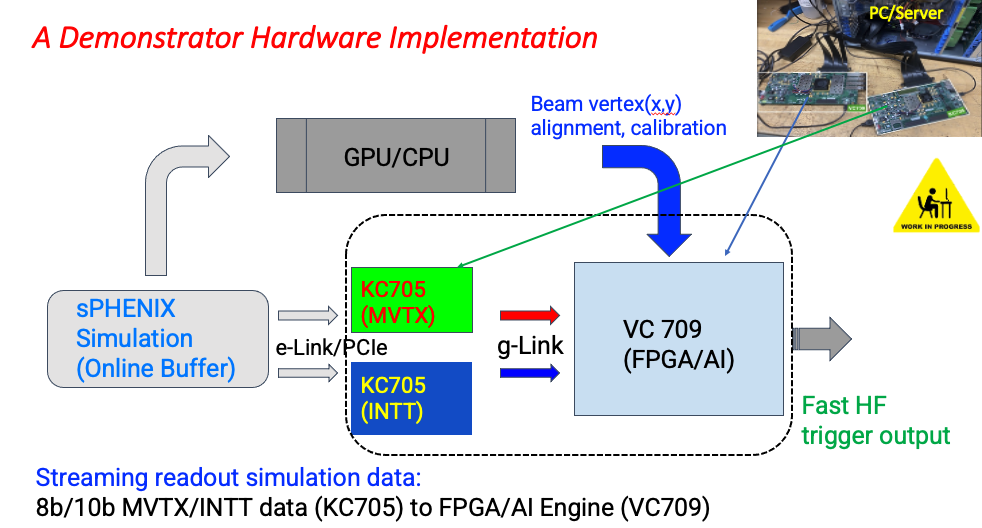 A Demonstrator Hardware Implementation
PC/Server
VC709
KC705
Beam vertex(x,y)
alignment, calibration
GPU/CPU
WORK IN PROGRESS
sPHENIX
Simulation
(Online Buffer)
KC705
(MVTX)
e-Link/PCIe
KC705
(INTT)
g-Link
VC 709
(FPGA/AI)
Fast HF
trigger output
Streaming readout simulation data:
8b/10b MVTX/INTT data (KC705) to FPGA/AI Engine (VC709)